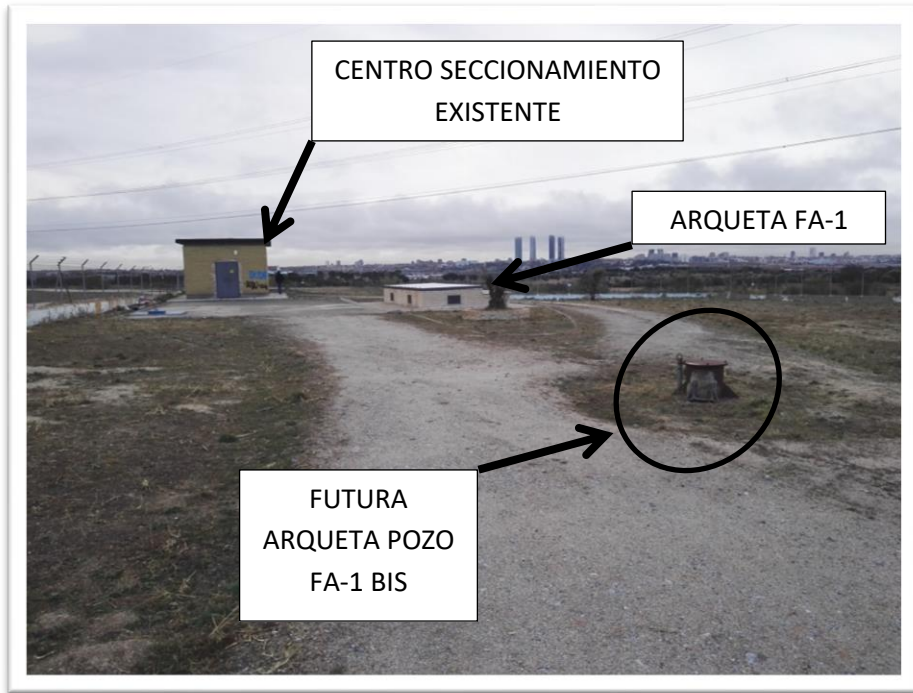 CENTRO SECCIONAMIENTO
EXISTENTE
ARQUETA FA-1
FUTURA
ARQUETA POZO
FA-1 BIS